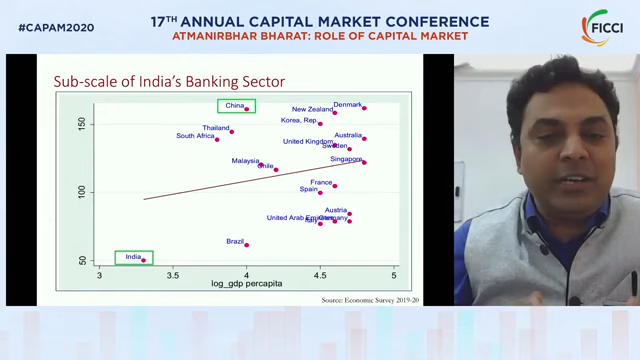 #CAPAM2020
17TH ANNUAL CAPITAL MARKET CONFERENCE
ATMANIRBHAR BHARAT: ROLE OF CAPITAL MARKET
FICCI
Sub-scale of India's Banking Sector
150
100
50
China
Denmark
New Zealand
Korea, Rep.
Thailand
South Africa
Australia
United Kingdom
Sweden
Malaysia
Chile
Singapore
France
Spain
Austria
United Arab Emirates
Italy
Germany
Brazil
India
3
3.5
4
4.5
5
log_gdp percapita
Source: Economic Survey 2019-20